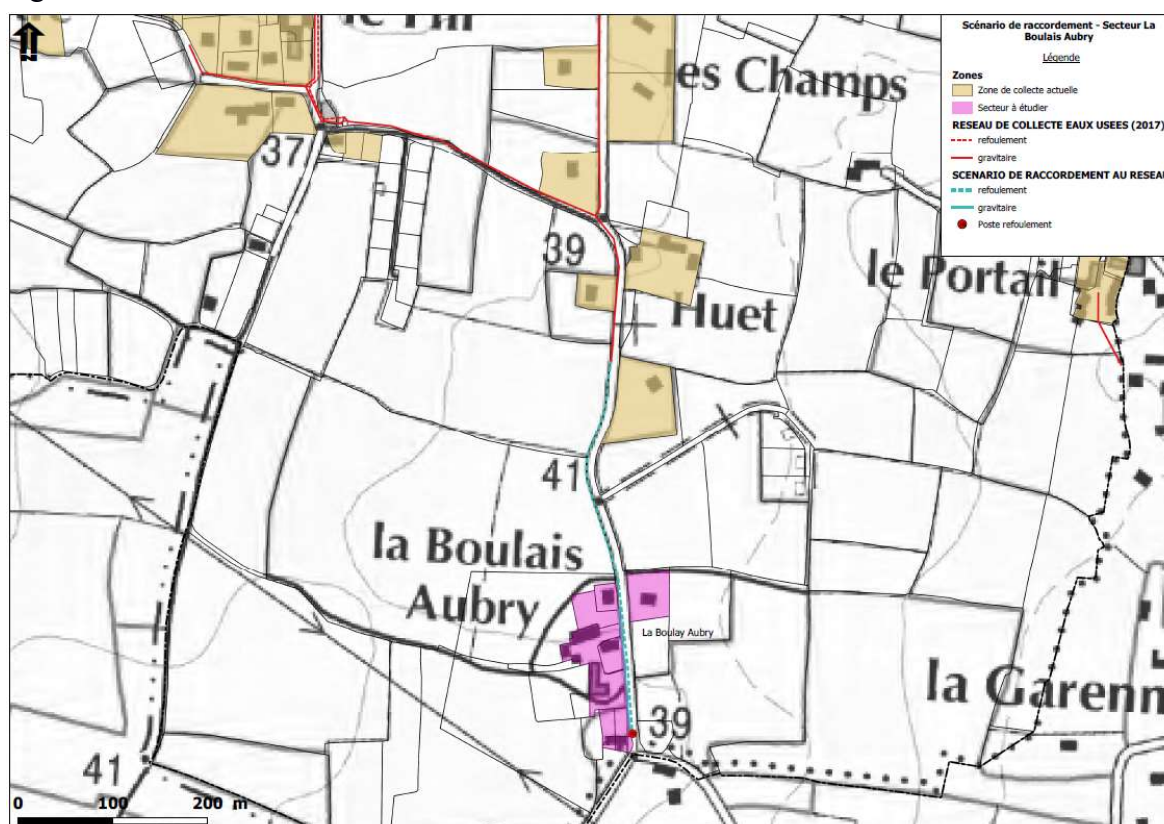 Scénario de raccordement - Secteur La
Boulais Aubry
Légende
Zones
Zone de collecte actuelle
Secteur à étudier
RESEAU DE COLLECTE EAUX USEES (2017)
refoulement
gravitaire
SCENARIO DE RACCORDEMENT AU RESEAU
refoulement
gravitaire
Poste refoulement
es Champs
37
39
le Portail
Huet
41
la Boulais
Aubry
La Boulay Aubry
la Garenn
39
41
0 100 200 m